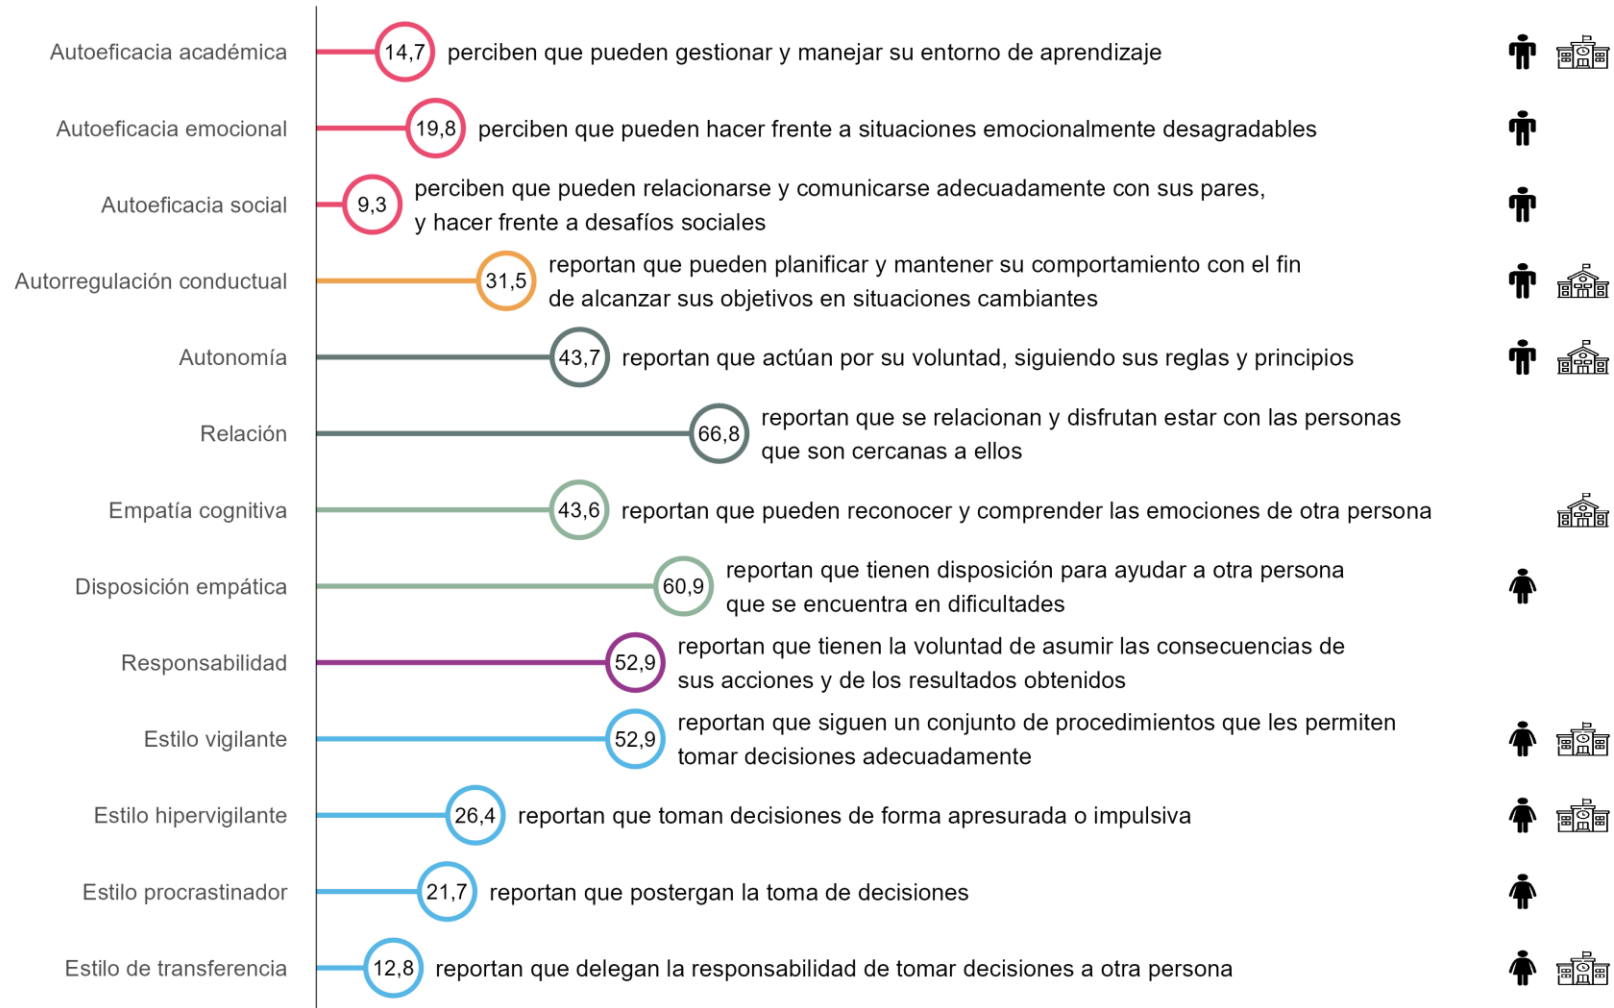 Autoeficacia académica
14,7
perciben que pueden gestionar y manejar su entorno de aprendizaje
Autoeficacia emocional
19,8
perciben que pueden hacer frente a situaciones emocionalmente desagradables
Autoeficacia social
9,3
perciben que pueden relacionarse y comunicarse adecuadamente con sus pares,
y hacer frente a desafíos sociales
Autorregulación conductual
31,5
reportan que pueden planificar y mantener su comportamiento con el fin
de alcanzar sus objetivos en situaciones cambiantes
Autonomía
43,7
reportan que actúan por su voluntad, siguiendo sus reglas y principios
Relación
66,8
reportan que se relacionan y disfrutan estar con las personas
que son cercanas a ellos
Empatía cognitiva
43,6
reportan que pueden reconocer y comprender las emociones de otra persona
Disposición empática
60,9
reportan que tienen disposición para ayudar a otra persona
que se encuentra en dificultades
Responsabilidad
52,9
reportan que tienen la voluntad de asumir las consecuencias de
sus acciones y de los resultados obtenidos
Estilo vigilante
52,9
reportan que siguen un conjunto de procedimientos que les permiten
tomar decisiones adecuadamente
Estilo hipervigilante
26,4
reportan que toman decisiones de forma apresurada o impulsiva
Estilo procrastinador
21,7
reportan que postergan la toma de decisiones
Estilo de transferencia
12,8
reportan que delegan la responsabilidad de tomar decisiones a otra persona